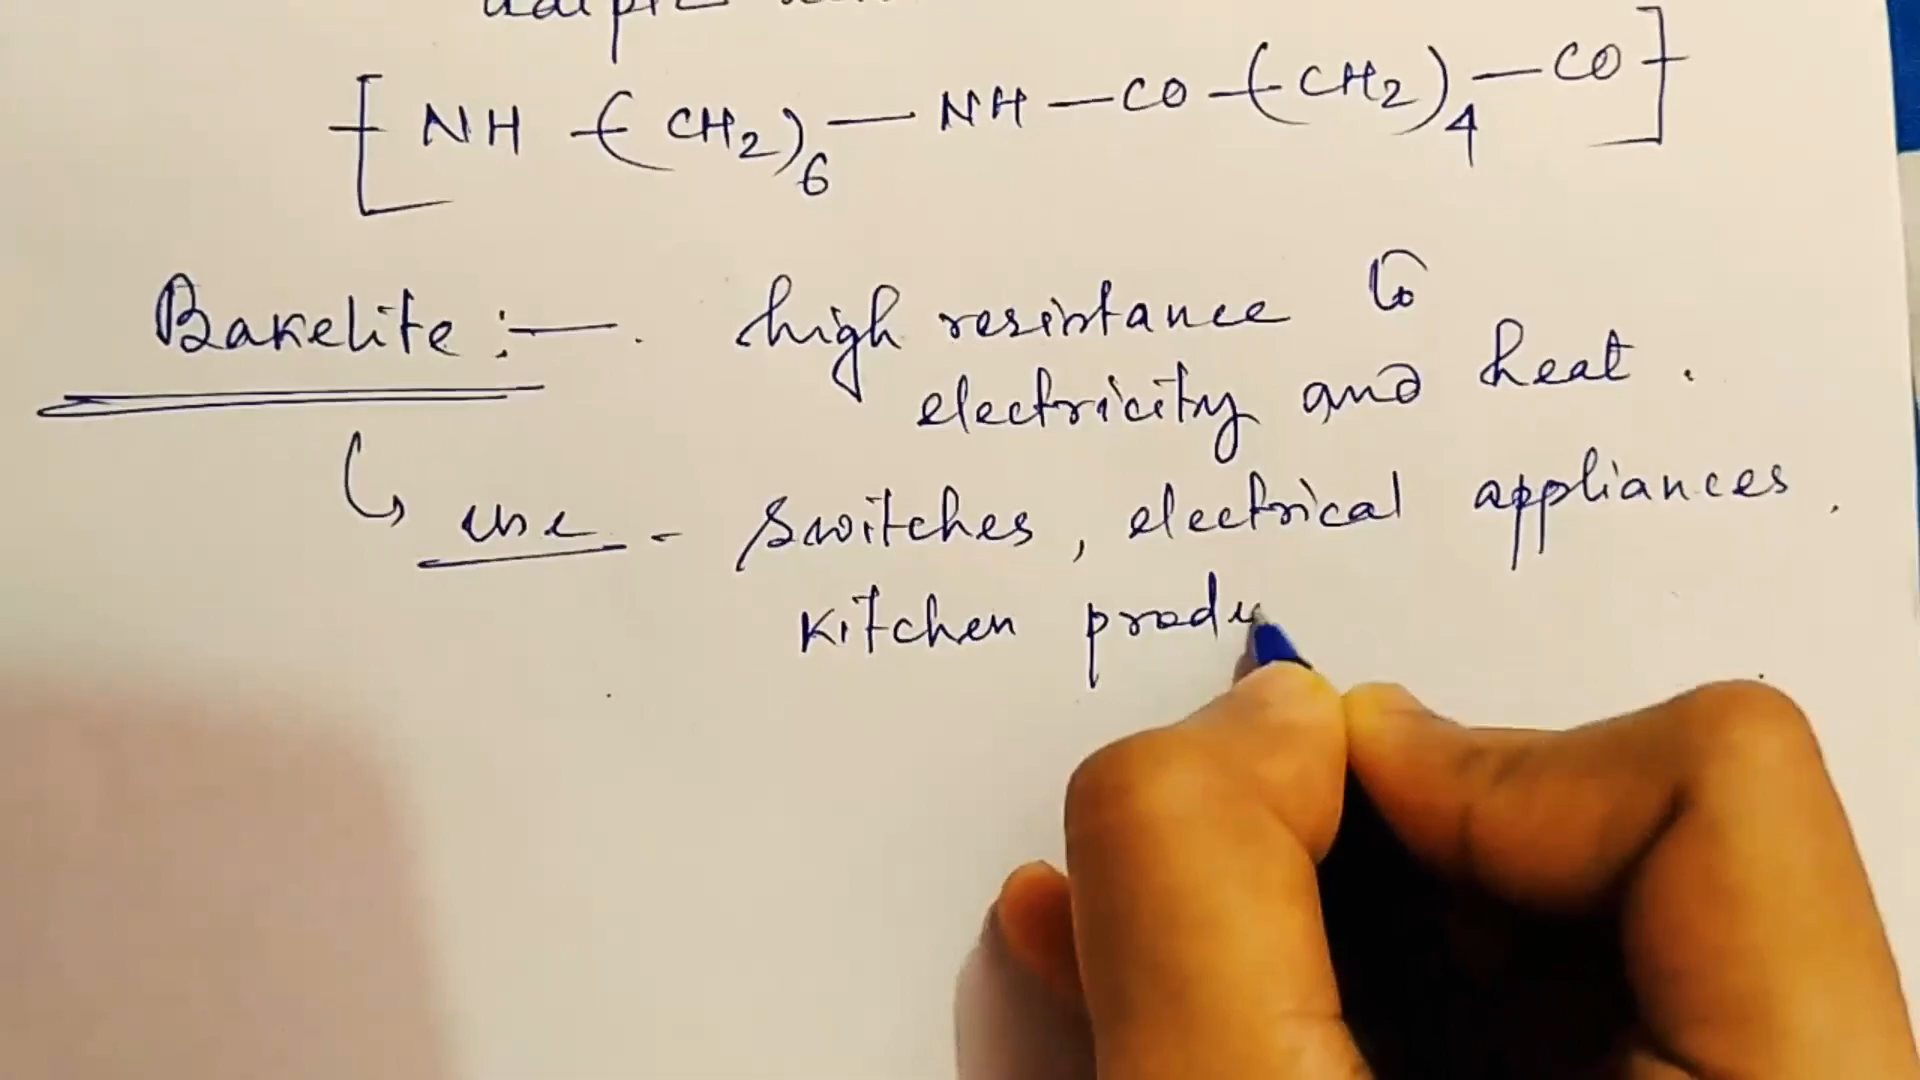 [NH-(CH2)6-NH-CO-(CH2)4-CO]
Bakelite :- . high resistance to
electricity and heat .
use - switches, electrical appliances .
kitchen produ